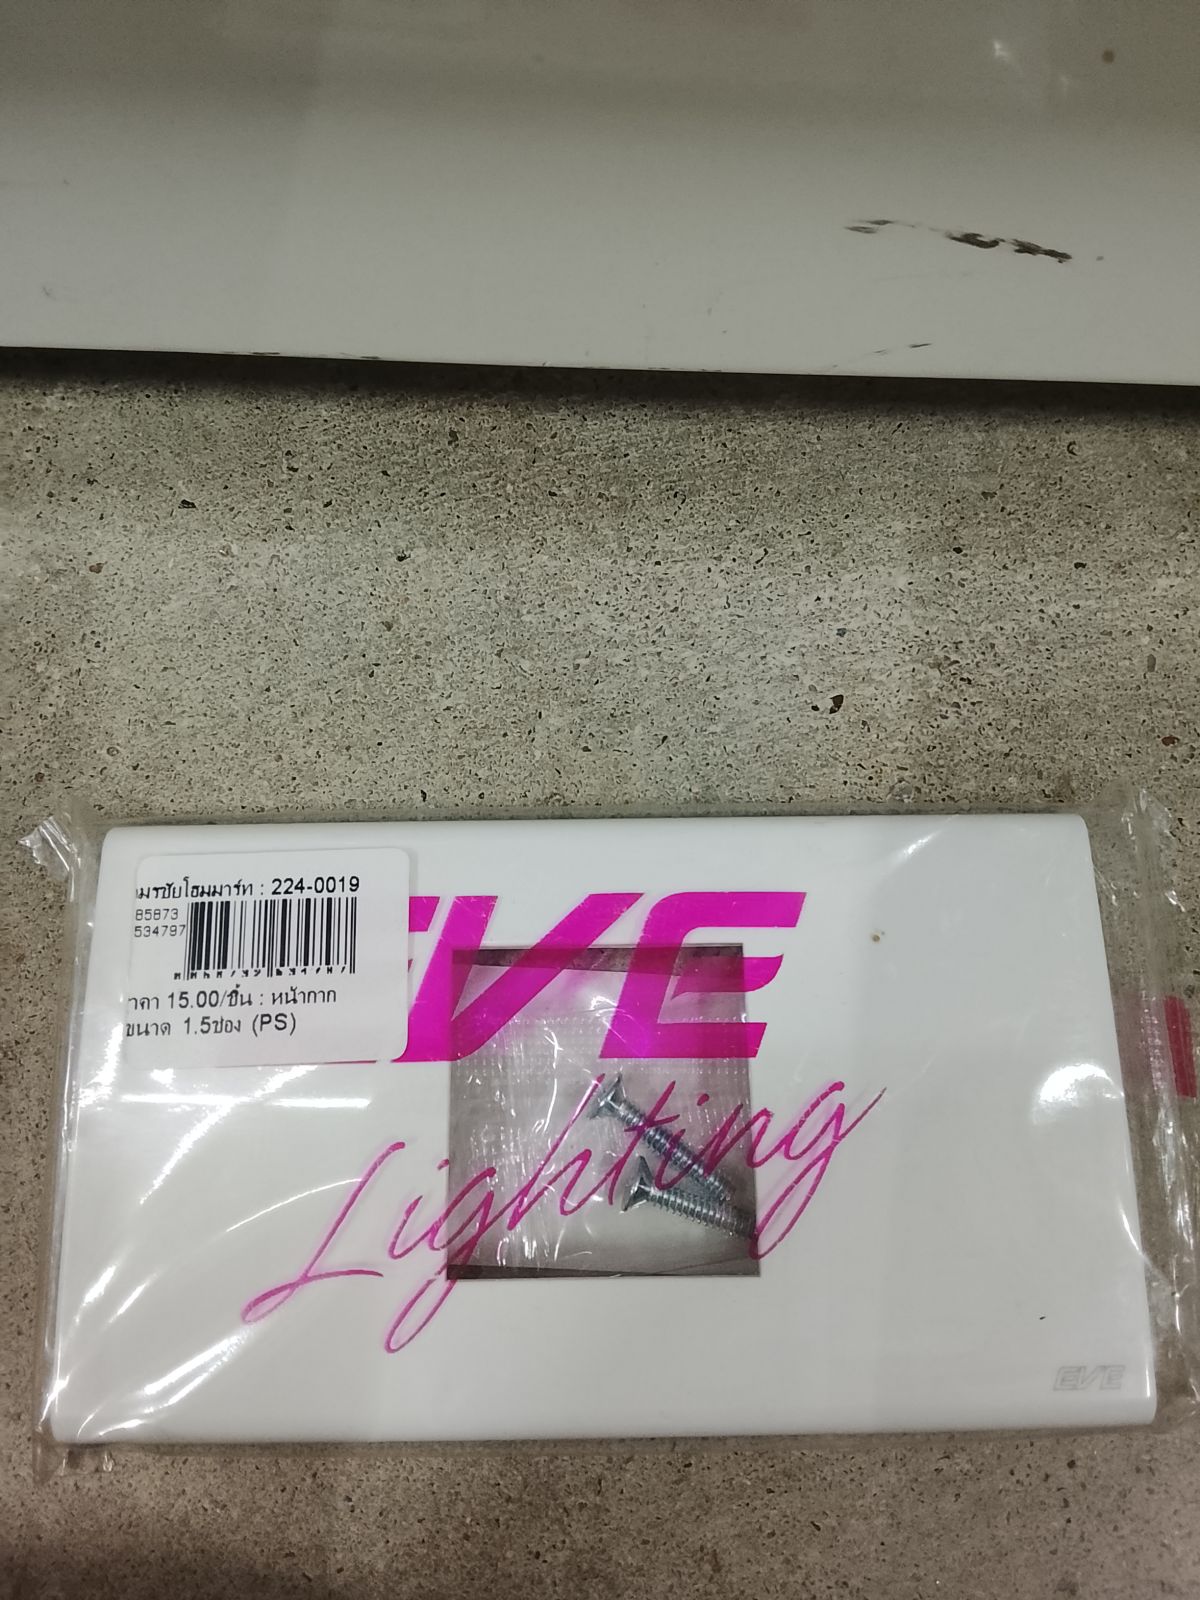 มรชัยโฮมมาร์ท : 224-0019
85873
534797
EVE
าคา 15.00/ชิ้น : หน้ากาก
ขนาด 1.5ช่อง (PS)
Lighting
EVE